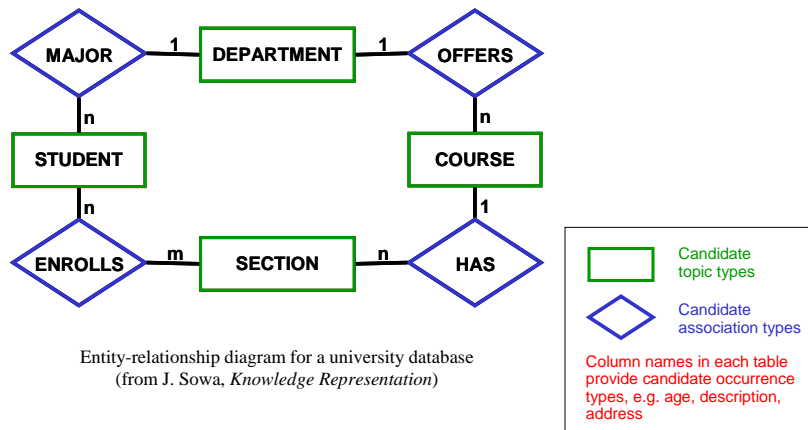 MAJOR
1
DEPARTMENT
1
OFFERS
n
n
STUDENT
COURSE
n
1
ENROLLS
m
SECTION
n
HAS
Candidate
topic types
Candidate
association types
Column names in each table
provide candidate occurrence
types, e.g. age, description,
address
Entity-relationship diagram for a university database
(from J. Sowa, Knowledge Representation)